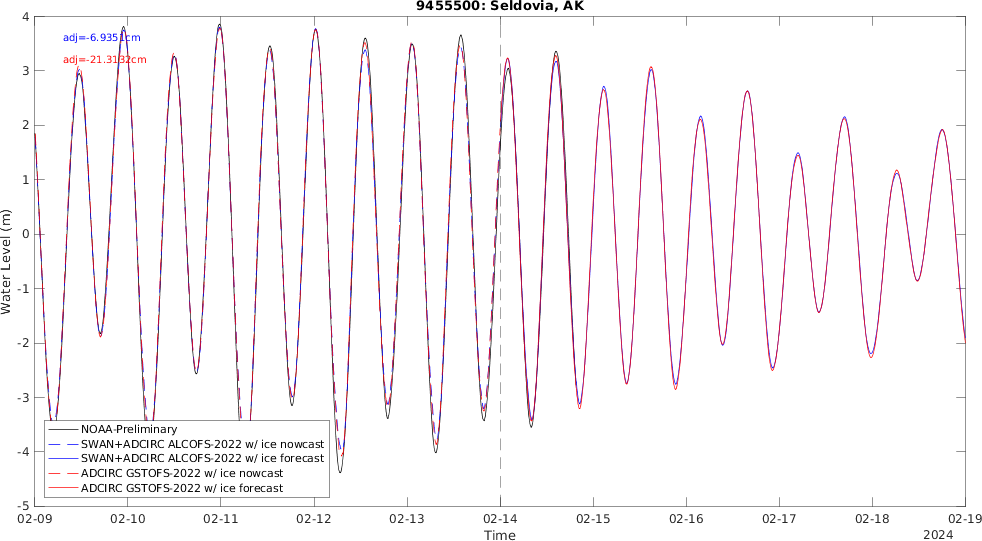 9455500: Seldovia, AK
adj=-6.9351cm
adj=-21.3132cm
4
3
2
1
0
-1
-2
-3
-4
-5
Water Level (m)
NOAA-Preliminary
SWAN+ADCIRC ALCOFS-2022 w/ ice nowcast
SWAN+ADCIRC ALCOFS-2022 w/ ice forecast
ADCIRC GSTOFS-2022 w/ ice nowcast
ADCIRC GSTOFS-2022 w/ ice forecast
02-09 02-10 02-11 02-12 02-13 02-14 02-15 02-16 02-17 02-18 02-19
Time
2024